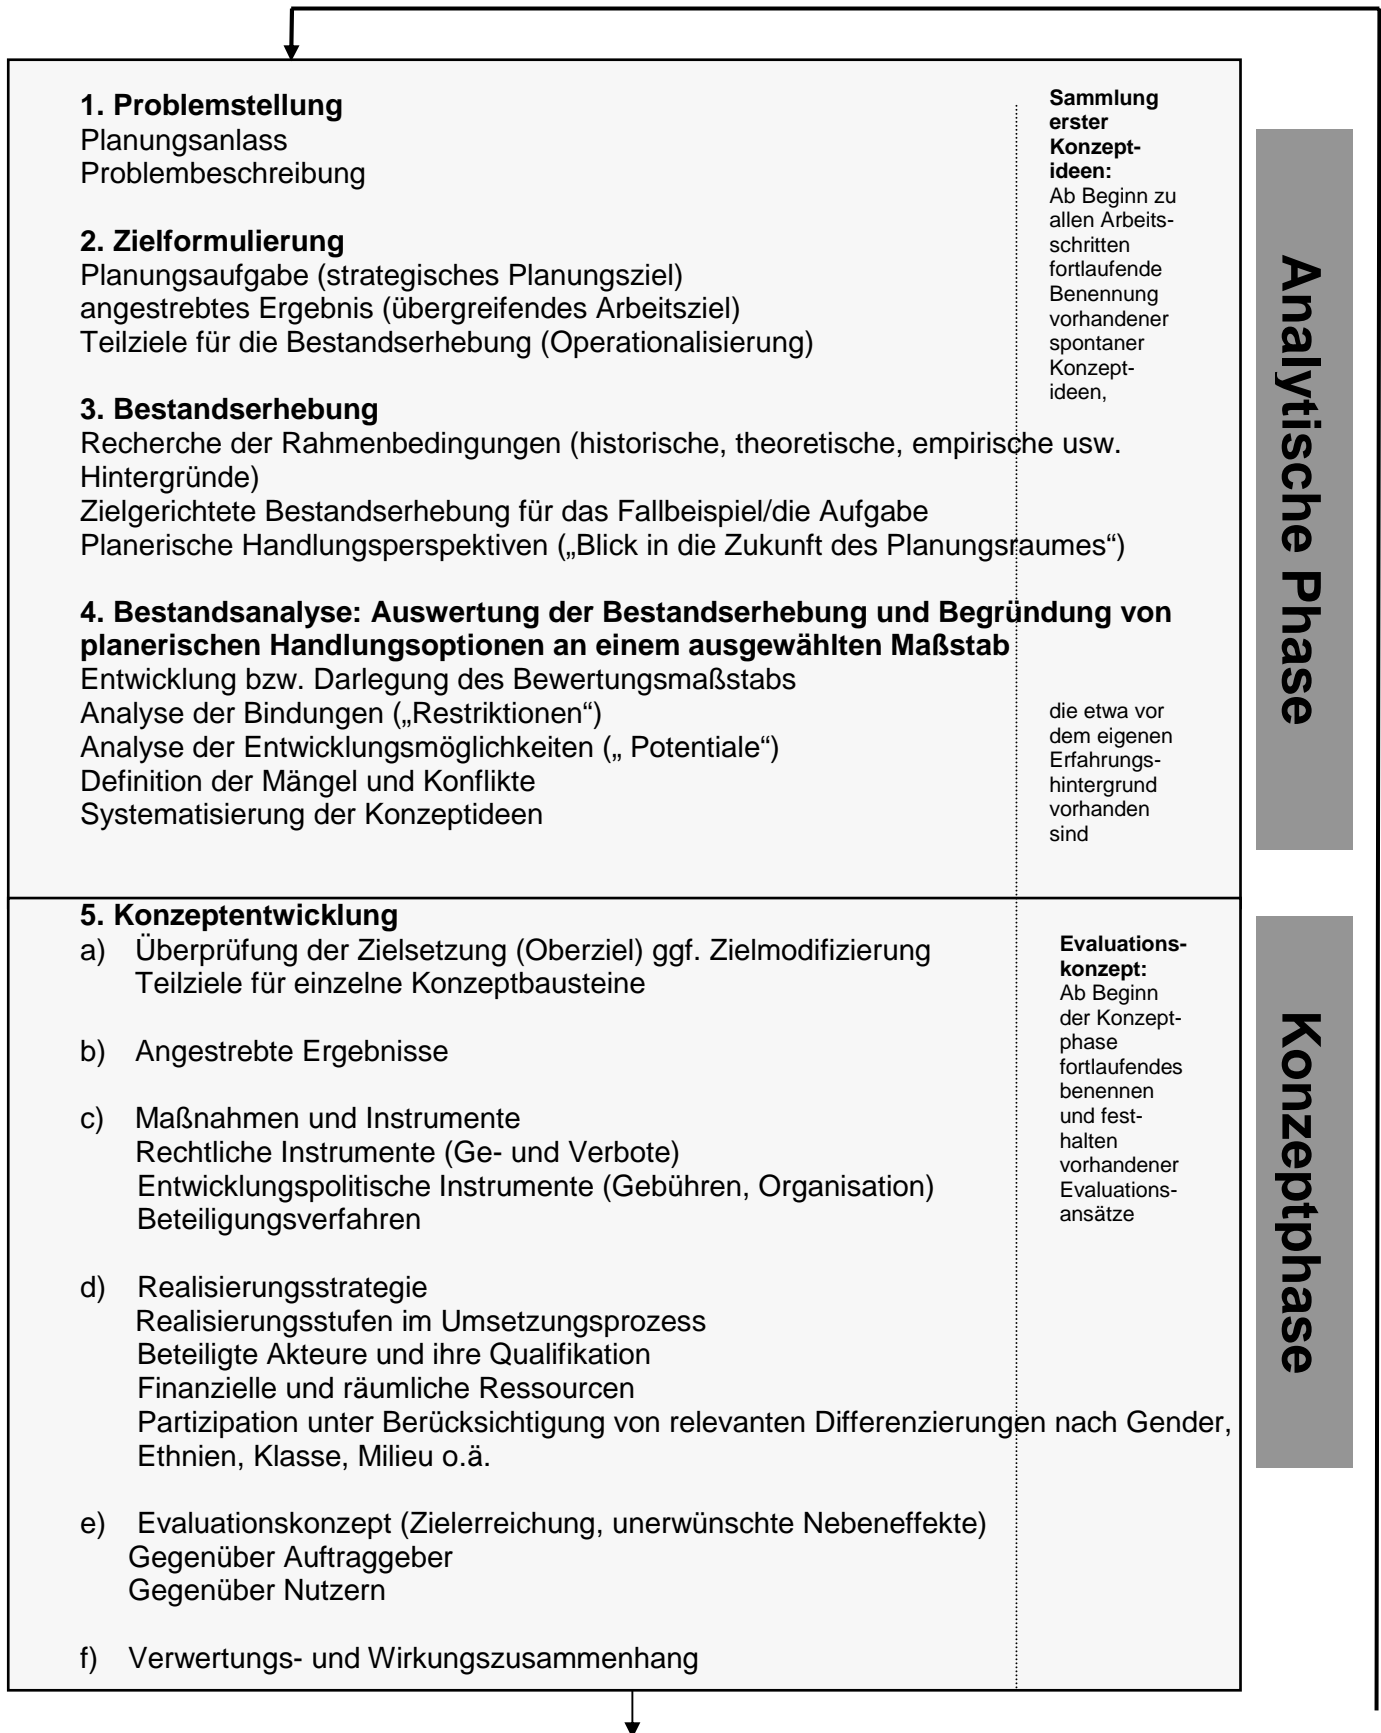 1. Problemstellung
Planungsanlass
Problembeschreibung
2. Zielformulierung
Planungsaufgabe (strategisches Planungsziel)
angestrebtes Ergebnis (übergreifendes Arbeitsziel)
Teilziele für die Bestandserhebung (Operationalisierung)
3. Bestandserhebung
Recherche der Rahmenbedingungen (historische, theoretische, empirische usw.
Hintergründe)
Zielgerichtete Bestandserhebung für das Fallbeispiel/die Aufgabe
Planerische Handlungsperspektiven („Blick in die Zukunft des Planungsraumes“)
4. Bestandsanalyse: Auswertung der Bestandserhebung und Begründung von
planerischen Handlungsoptionen an einem ausgewählten Maßstab
Entwicklung bzw. Darlegung des Bewertungsmaßstabs
Analyse der Bindungen („Restriktionen“)
Analyse der Entwicklungsmöglichkeiten („ Potentiale“)
Definition der Mängel und Konflikte
Systematisierung der Konzeptideen
Sammlung
erster
Konzept-
ideen:
Ab Beginn zu
allen Arbeits-
schritten
fortlaufende
Benennung
vorhandener
spontaner
Konzept-
ideen,
die etwa vor
dem eigenen
Erfahrungs-
hintergrund
vorhanden
sind
Analytische Phase
5. Konzeptentwicklung
a) Überprüfung der Zielsetzung (Oberziel) ggf. Zielmodifizierung
Teilziele für einzelne Konzeptbausteine
b) Angestrebte Ergebnisse
c) Maßnahmen und Instrumente
Rechtliche Instrumente (Ge- und Verbote)
Entwicklungspolitische Instrumente (Gebühren, Organisation)
Beteiligungsverfahren
d) Realisierungsstrategie
Realisierungsstufen im Umsetzungsprozess
Beteiligte Akteure und ihre Qualifikation
Finanzielle und räumliche Ressourcen
Partizipation unter Berücksichtigung von relevanten Differenzierungen nach Gender,
Ethnien, Klasse, Milieu o.ä.
e) Evaluationskonzept (Zielerreichung, unerwünschte Nebeneffekte)
Gegenüber Auftraggeber
Gegenüber Nutzern
f) Verwertungs- und Wirkungszusammenhang
Evaluations-
konzept:
Ab Beginn
der Konzept-
phase
fortlaufendes
benennen
und fest-
halten
vorhandener
Evaluations-
ansätze
Konzeptphase